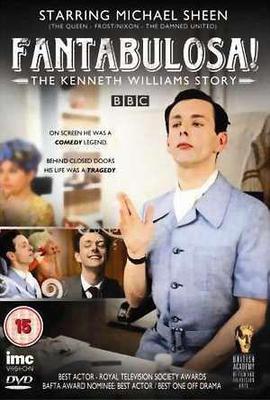 STARRING MICHAEL SHEEN
(THE QUEEN · FROST/NIXON · THE DAMNED UNITED)
FANTABULOSA!
THE KENNETH WILLIAMS STORY
BBC
ON SCREEN HE WAS A
COMEDY LEGEND.
BEHIND CLOSED DOORS
HIS LIFE WAS A TRAGEDY
15
imc
VISION
DVD
BRITISH
ACADEMY
OF FILM AND
TELEVISION
ARTS
BEST ACTOR - ROYAL TELEVISION SOCIETY AWARDS
BAFTA AWARD NOMINEE: BEST ACTOR / BEST ONE OFF DRAMA